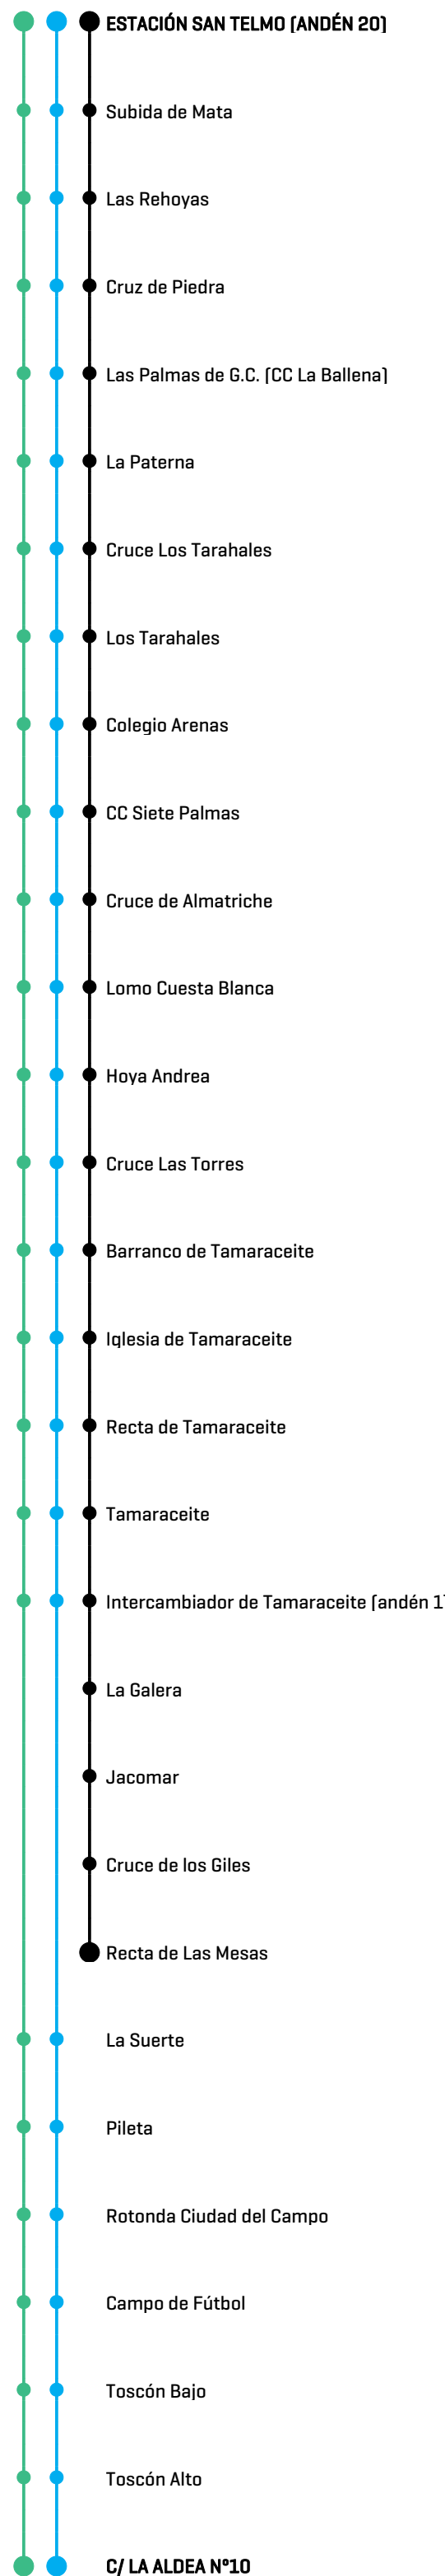 ESTACIÓN SAN TELMO (ANDÉN 20)
Subida de Mata
Las Rehoyas
Cruz de Piedra
Las Palmas de G.C. (CC La Ballena)
La Paterna
Cruce Los Tarahales
Los Tarahales
Colegio Arenas
CC Siete Palmas
Cruce de Almatriche
Lomo Cuesta Blanca
Hoya Andrea
Cruce Las Torres
Barranco de Tamaraceite
Iglesia de Tamaraceite
Recta de Tamaraceite
Tamaraceite
Intercambiador de Tamaraceite (andén 1)
La Galera
Jacomar
Cruce de los Giles
Recta de Las Mesas
La Suerte
Pileta
Rotonda Ciudad del Campo
Campo de Fútbol
Toscón Bajo
Toscón Alto
C/ LA ALDEA Nº10